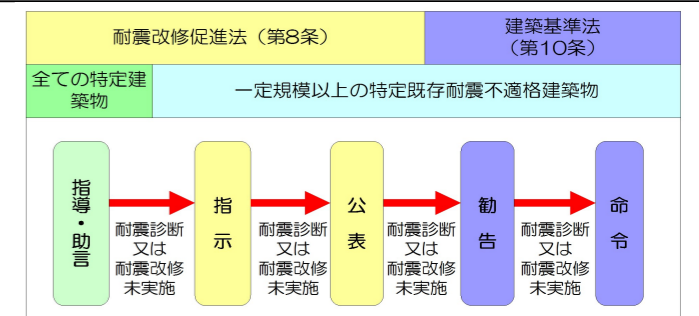 耐震改修促進法（第8条）
建築基準法
（第10条）
全ての特定建
築物
一定規模以上の特定既存耐震不適格建築物
指導・助言
耐震診断
又は
耐震改修
未実施
指示
耐震診断
又は
耐震改修
未実施
公表
耐震診断
又は
耐震改修
未実施
勧告
耐震診断
又は
耐震改修
未実施
命令